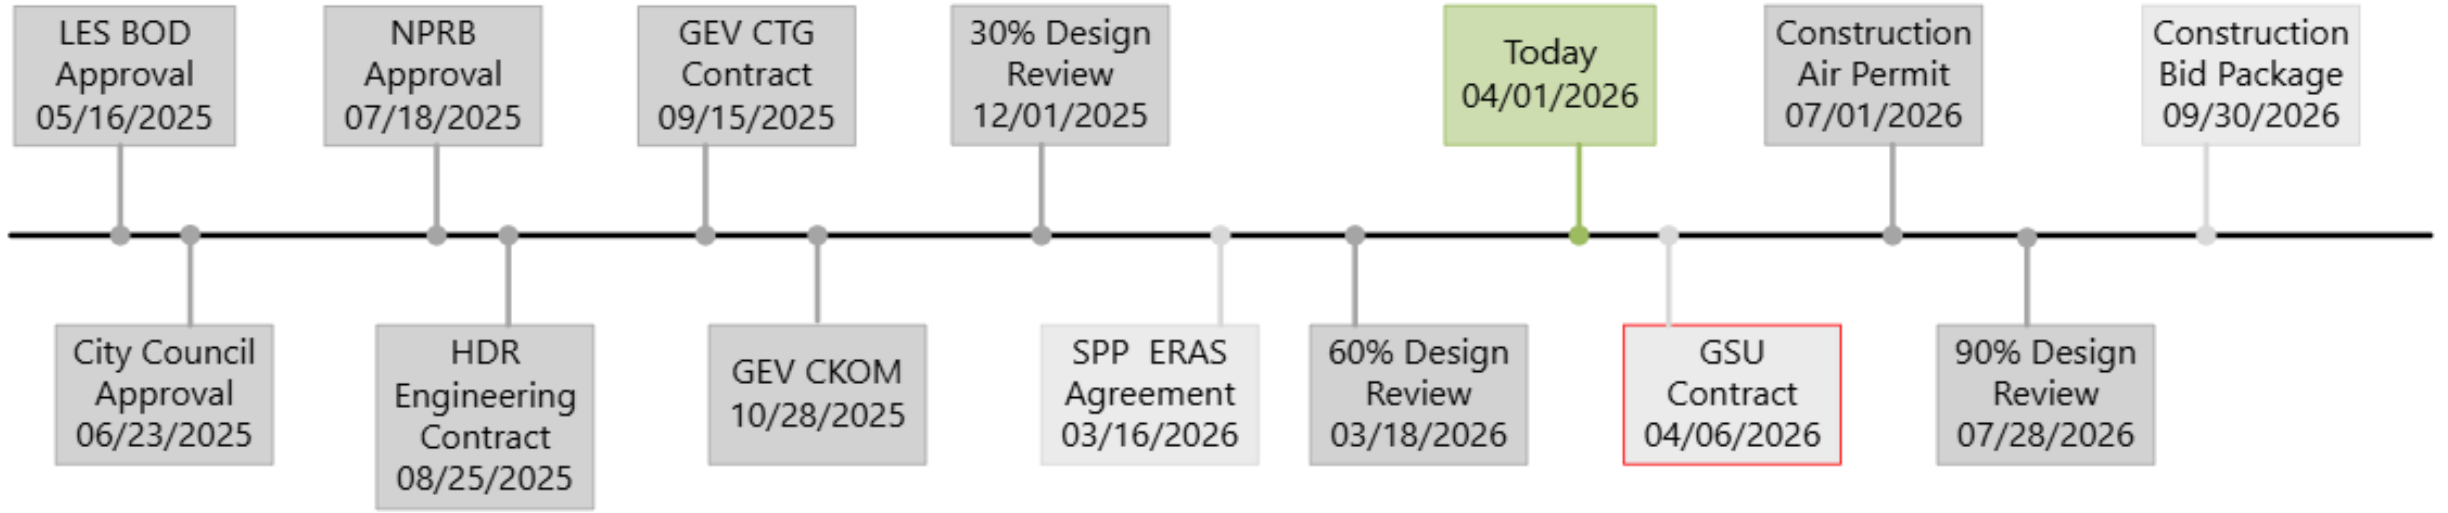 LES BOD
Approval
05/16/2025
NPRB
Approval
07/18/2025
GEV CTG
Contract
09/15/2025
30% Design
Review
12/01/2025
Today
04/01/2026
Construction
Air Permit
07/01/2026
Construction
Bid Package
09/30/2026
City Council
Approval
06/23/2025
HDR
Engineering
Contract
08/25/2025
GEV CKOM
10/28/2025
SPP  ERAS
Agreement
03/16/2026
60% Design
Review
03/18/2026
GSU
Contract
04/06/2026
90% Design
Review
07/28/2026